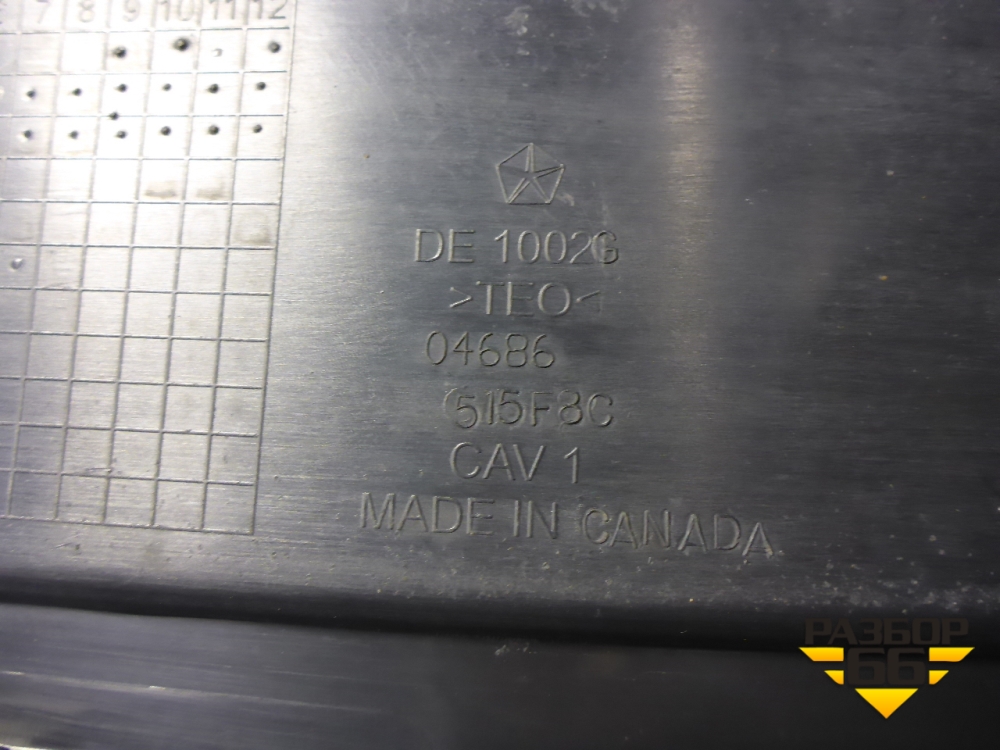 7 8 9 10 11 12
DE 1002G
>TEO<
04686
515F8C
CAV 1
MADE IN CANADA
РАЗБОР
66